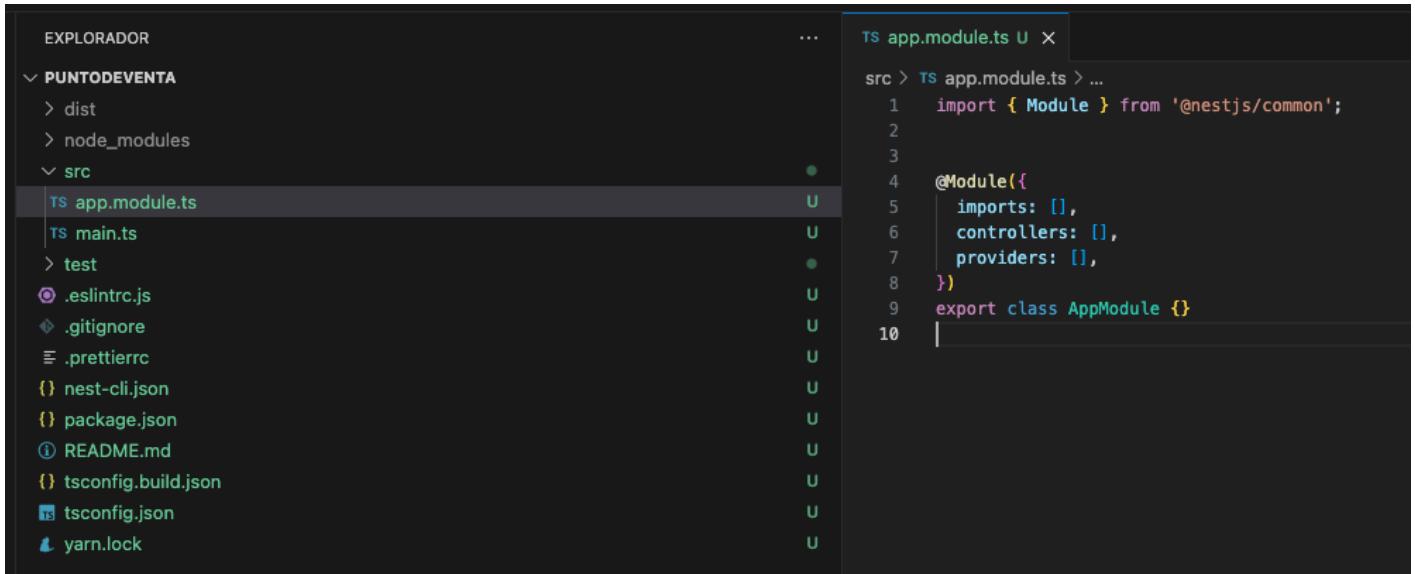 EXPLORADOR
PUNTODEVENTA
dist
node_modules
src
TS app.module.ts U
TS main.ts U
test
.eslintrc.js U
.gitignore U
.prettierrc U
{} nest-cli.json U
{} package.json U
README.md U
{} tsconfig.build.json U
TS tsconfig.json U
yarn.lock U
TS app.module.ts U ×
src > TS app.module.ts > ...
1 import { Module } from '@nestjs/common';
2
3
4 @Module({
5   imports: [],
6   controllers: [],
7   providers: [],
8 })
9 export class AppModule {}
10